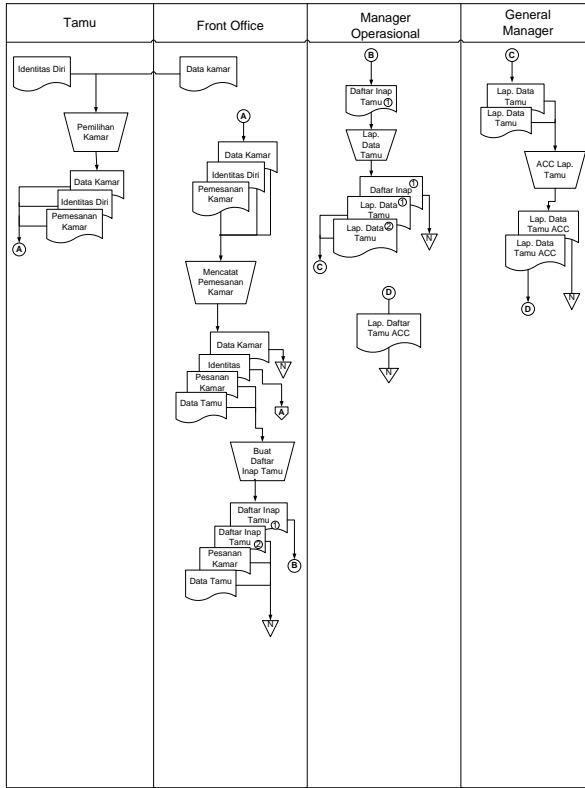 Tamu
Front Office
Manager
Operasional
General
Manager
Identitas Diri
Pemilihan
Kamar
Data Kamar
Identitas Diri
Pemesanan
Kamar
A
Data kamar
A
Data Kamar
Identitas Diri
Pemesanan
Kamar
Mencatat
Pemesanan
Kamar
Data Kamar
N
Identitas
Pesanan
Kamar
A
Data Tamu
Buat
Daftar
Inap Tamu
Daftar Inap
Tamu 1
Daftar Inap
Tamu 2
B
Pesanan
Kamar
Data Tamu
N
B
Daftar Inap
Tamu 1
Lap.
Data
Tamu
1
Daftar Inap
Lap. Data 1
Tamu
Lap. Data 2
Tamu
N
C
D
Lap. Daftar
Tamu ACC
N
C
Lap. Data
Tamu
Lap. Data
Tamu
ACC Lap.
Tamu
Lap. Data
Tamu ACC
Lap. Data
Tamu ACC
N
D